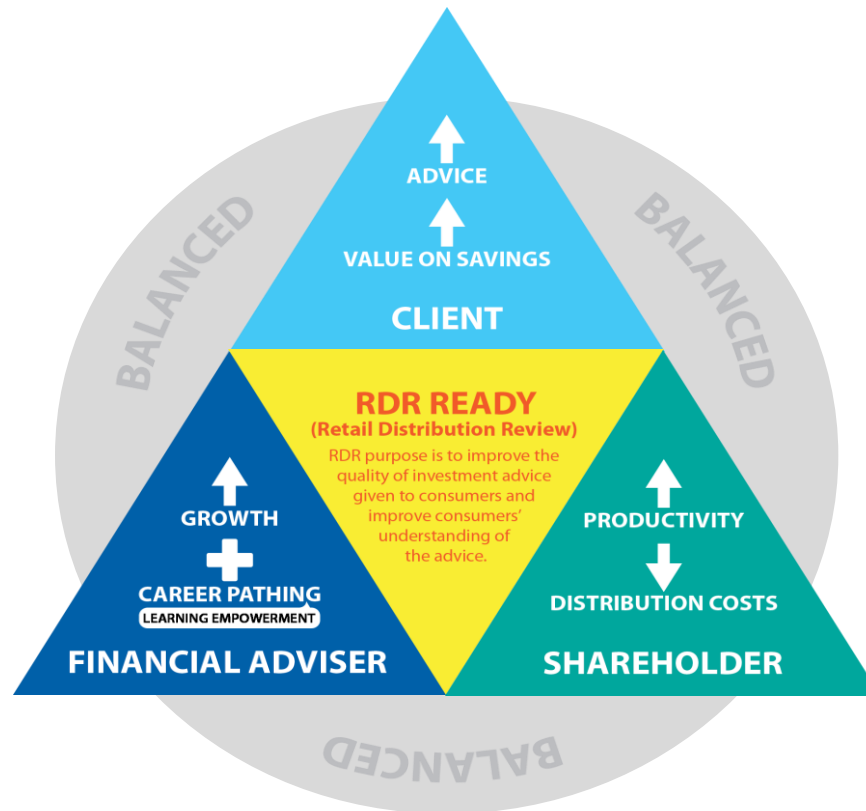 ADVICE
VALUE ON SAVINGS
CLIENT
BALANCED
BALANCED
RDR READY
(Retail Distribution Review)
RDR purpose is to improve the
quality of investment advice
given to consumers and
improve consumers’
understanding of
the advice.
GROWTH
CAREER PATHING
LEARNING EMPOWERMENT
FINANCIAL ADVISER
PRODUCTIVITY
DISTRIBUTION COSTS
SHAREHOLDER
BALANCED